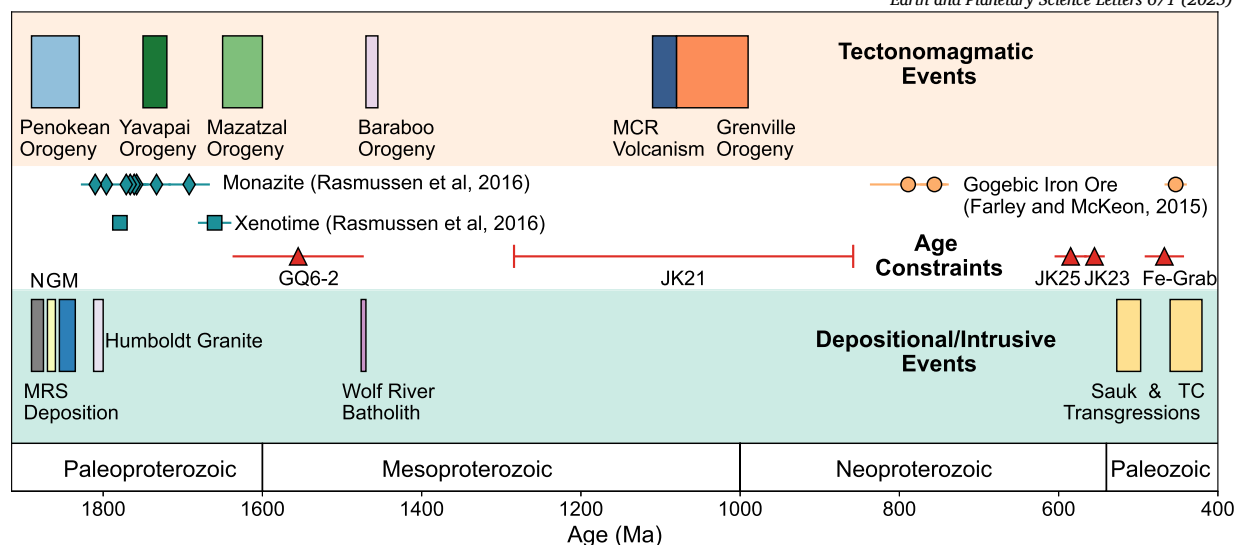 Earth and Planetary Science Letters 671 (2025)
Tectonomagmatic
Events
Penokean
Orogeny
Yavapai
Orogeny
Mazatzal
Orogeny
Baraboo
Orogeny
MCR
Volcanism
Grenville
Orogeny
Monazite (Rasmussen et al, 2016)
Gogebic Iron Ore
(Farley and McKeon, 2015)
Xenotime (Rasmussen et al, 2016)
Age
Constraints
GQ6-2
JK21
JK25
JK23
Fe-Grab
NGM
Humboldt Granite
Depositional/Intrusive
Events
MRS
Deposition
Wolf River
Batholith
Sauk & TC
Transgressions
Paleoproterozoic
Mesoproterozoic
Neoproterozoic
Paleozoic
1800
1600
1400
1200
1000
800
600
400
Age (Ma)